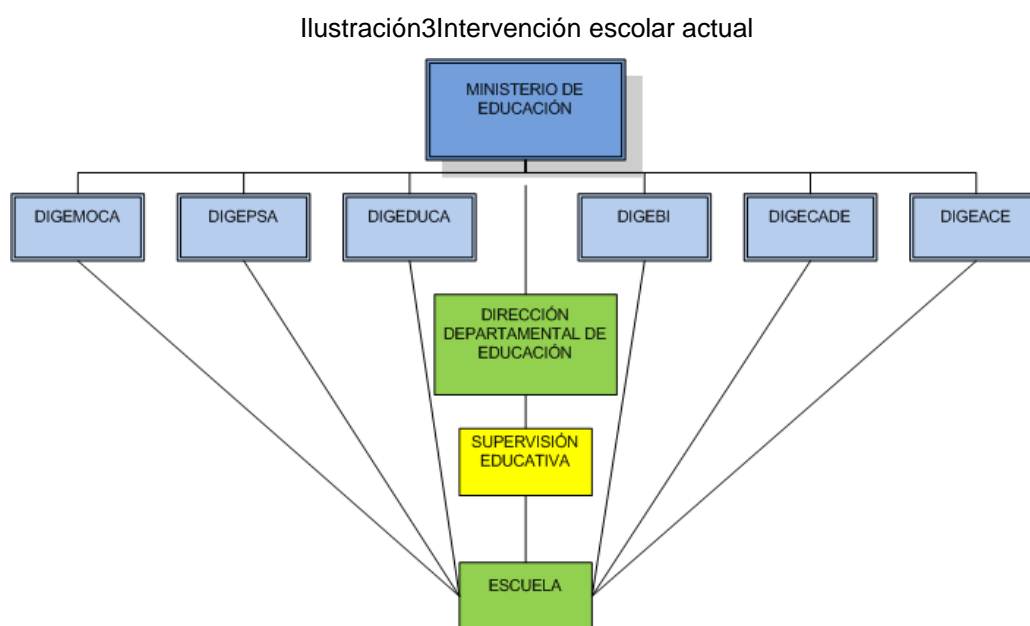 Ilustración3Intervención escolar actual
MINISTERIO DE
EDUCACIÓN
DIGEMOCA
DIGEPSA
DIGEDUCA
DIGEBI
DIGECADE
DIGEACE
DIRECCIÓN
DEPARTAMENTAL DE
EDUCACIÓN
SUPERVISIÓN
EDUCATIVA
ESCUELA